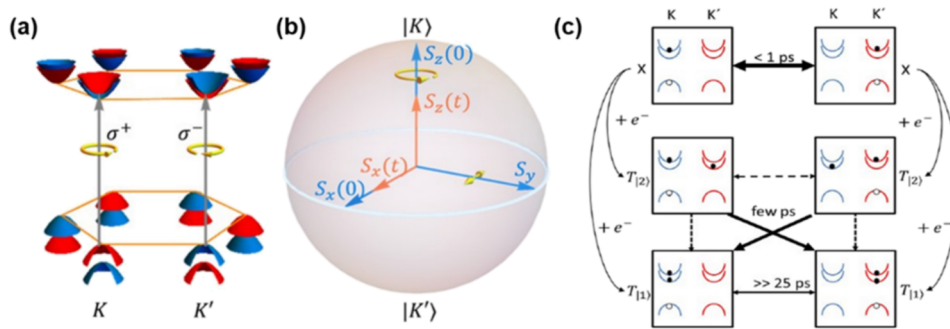 (a)
σ⁺
σ⁻
K
K'
(b)
|K⟩
S_z(0)
S_z(t)
S_x(t)
S_x(0)
S_y
|K'⟩
(c)
K K' K K'
X < 1 ps X
+ e⁻ + e⁻
T_{|2⟩} T_{|2⟩}
few ps
+ e⁻ + e⁻
T_{|1⟩} >> 25 ps T_{|1⟩}